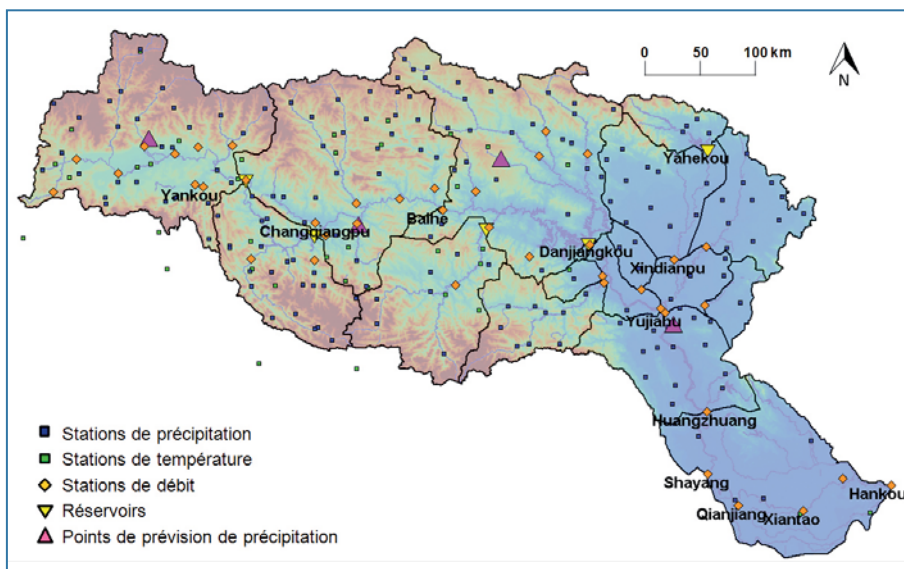 0 50 100 km
N
Yahekou
Yankou
Baihe
Changqiangpu
Danjiangkou
Xindianpu
Yujiahu
Huangzhuang
Shayang
Hankou
Qianjiang
Xiantao
Stations de précipitation
Stations de température
Stations de débit
Réservoirs
Points de prévision de précipitation